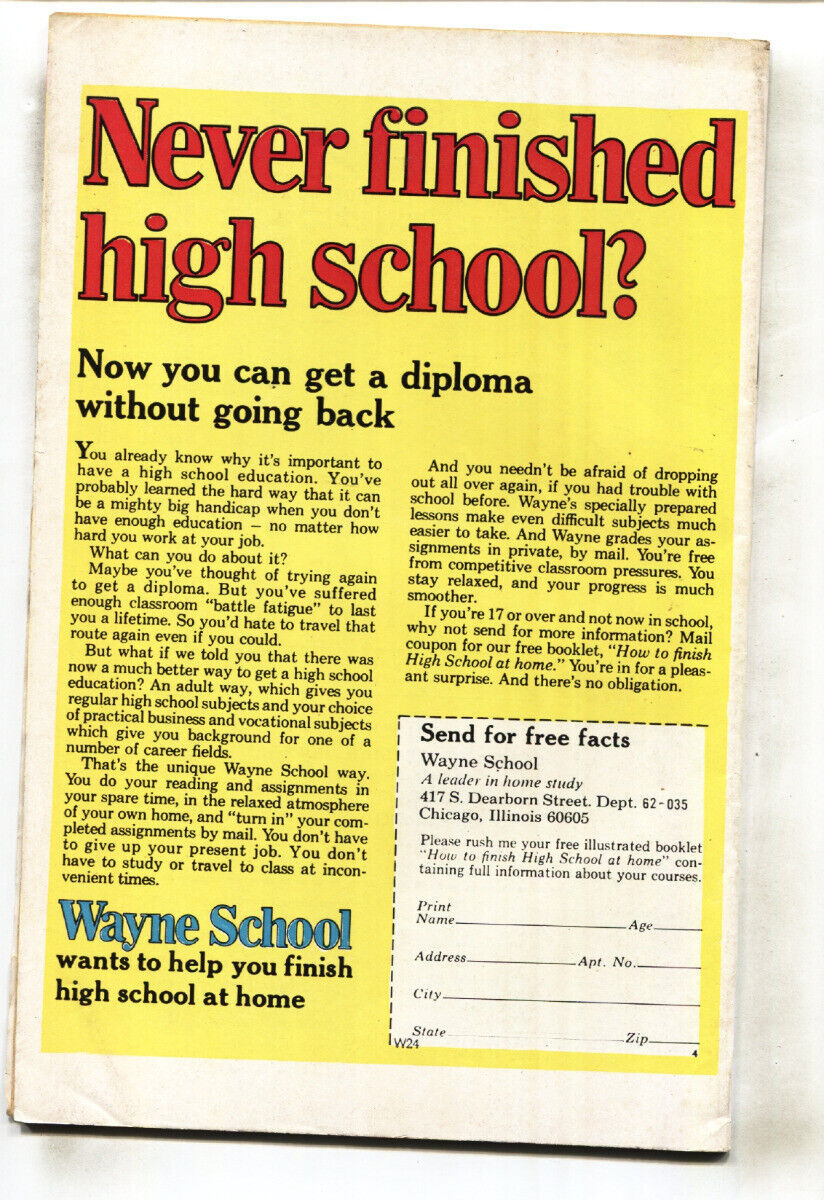 Never finished
high school?
Now you can get a diploma
without going back
You already know why it's important to
have a high school education. You've
probably learned the hard way that it can
be a mighty big handicap when you don't
have enough education — no matter how
hard you work at your job.
What can you do about it?
Maybe you've thought of trying again
to get a diploma. But you've suffered
enough classroom "battle fatigue" to last
you a lifetime. So you'd hate to travel that
route again even if you could.
But what if we told you that there was
now a much better way to get a high school
education? An adult way, which gives you
regular high school subjects and your choice
of practical business and vocational subjects
which give you background for one of a
number of career fields.
That's the unique Wayne School way.
You do your reading and assignments in
your spare time, in the relaxed atmosphere
of your own home, and "turn in" your com-
pleted assignments by mail. You don't have
to give up your present job. You don't
have to study or travel to class at incon-
venient times.
Wayne School
wants to help you finish
high school at home
And you needn't be afraid of dropping
out all over again, if you had trouble with
school before. Wayne's specially prepared
lessons make even difficult subjects much
easier to take. And Wayne grades your as-
signments in private, by mail. You're free
from competitive classroom pressures. You
stay relaxed, and your progress is much
smoother.
If you're 17 or over and not now in school,
why not send for more information? Mail
coupon for our free booklet, "How to finish
High School at home." You're in for a pleas-
ant surprise. And there's no obligation.
Send for free facts
Wayne School
A leader in home study
417 S. Dearborn Street. Dept. 62-035
Chicago, Illinois 60605
Please rush me your free illustrated booklet
"How to finish High School at home" con-
taining full information about your courses.
Print
Name Age
Address Apt. No.
City
State Zip
W24
4